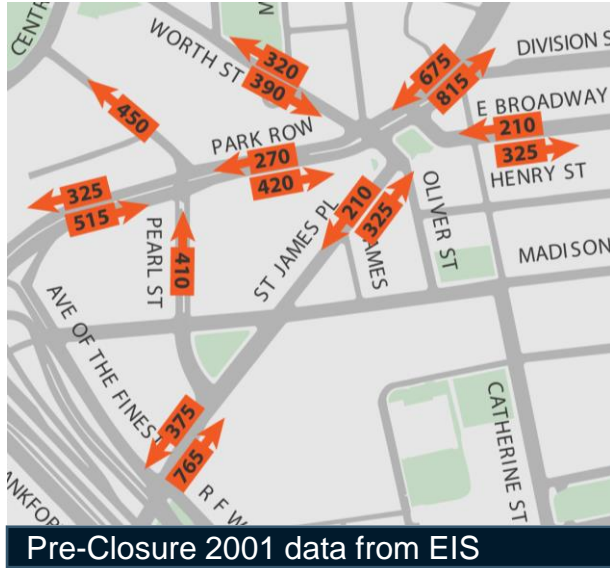 CENTR
W
WORTH ST
320
390
675
815
DIVISION S
E BROADWAY
210
325
HENRY ST
450
PARK ROW
270
420
325
515
PEARL ST
410
ST JAMES PL
210
325
JAMES
OLIVER ST
MADISON
AVE OF THE FINEST
375
765
R F W
CATHERINE ST
ANKFOR
Pre-Closure 2001 data from EIS